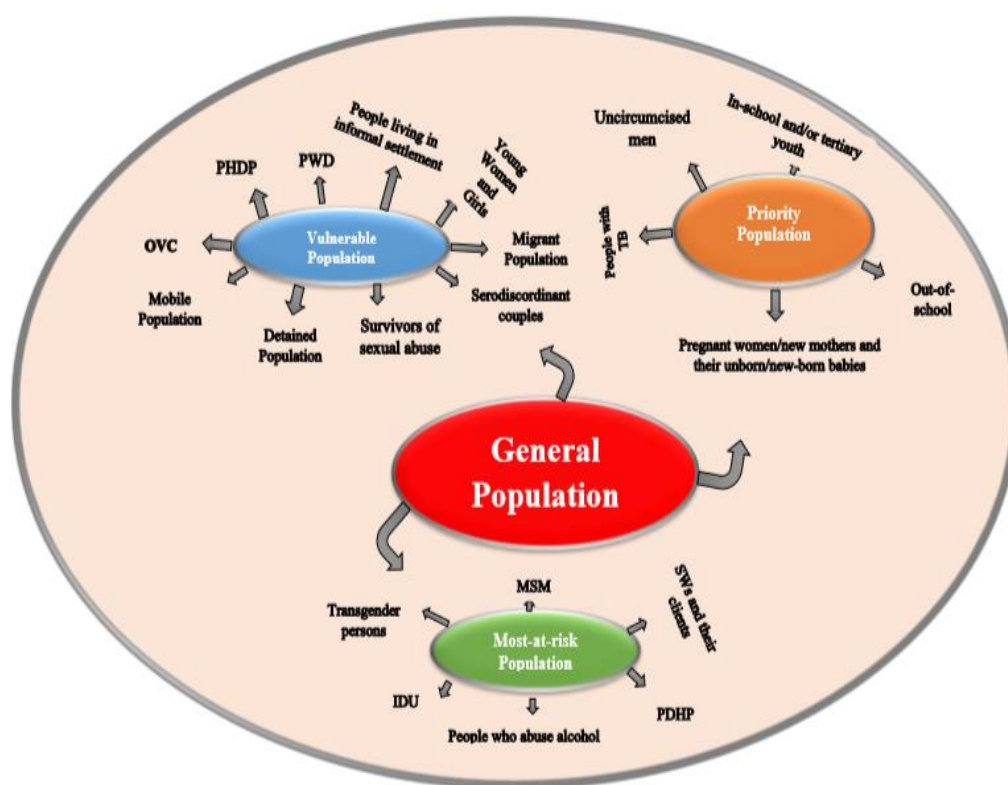 People living in
informal settlement
PHDP
PWD
Young
Women
and
Girls
OVC
Vulnerable
Population
Migrant
Population
Mobile
Population
Detained
Population
Survivors of
sexual abuse
Serodiscordant
couples
Uncircumcised
men
In-school and/or tertiary
youth
Priority
Population
People with
TB
Out-of-
school
Pregnant women/new mothers and
their unborn/new-born babies
General
Population
Transgender
persons
MSM
SWs and their
clients
Most-at-risk
Population
IDU
People who abuse alcohol
PDHP